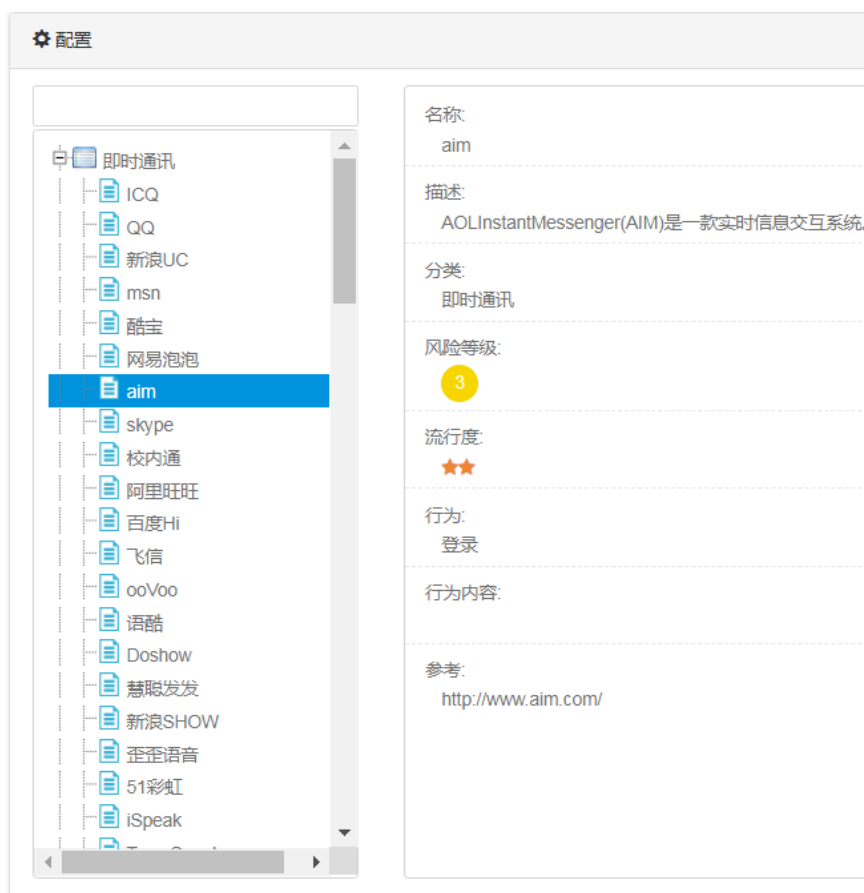 配置
即时通讯
ICQ
QQ
新浪UC
msn
酷宝
网易泡泡
aim
skype
校内通
阿里旺旺
百度Hi
飞信
ooVoo
语酷
Doshow
慧聪发发
新浪SHOW
歪歪语音
51彩虹
iSpeak
名称:
aim
描述:
AOLInstantMessenger(AIM)是一款实时信息交互系统
分类:
即时通讯
风险等级:
3
流行度:
行为:
登录
行为内容:
参考:
http://www.aim.com/